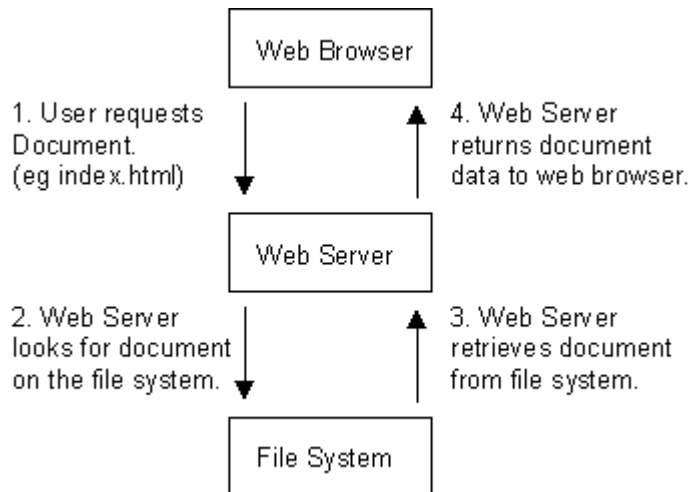 Web Browser
1. User requests
Document.
(eg index.html)
4. Web Server
returns document
data to web browser.
Web Server
2. Web Server
looks for document
on the file system.
3. Web Server
retrieves document
from file system.
File System